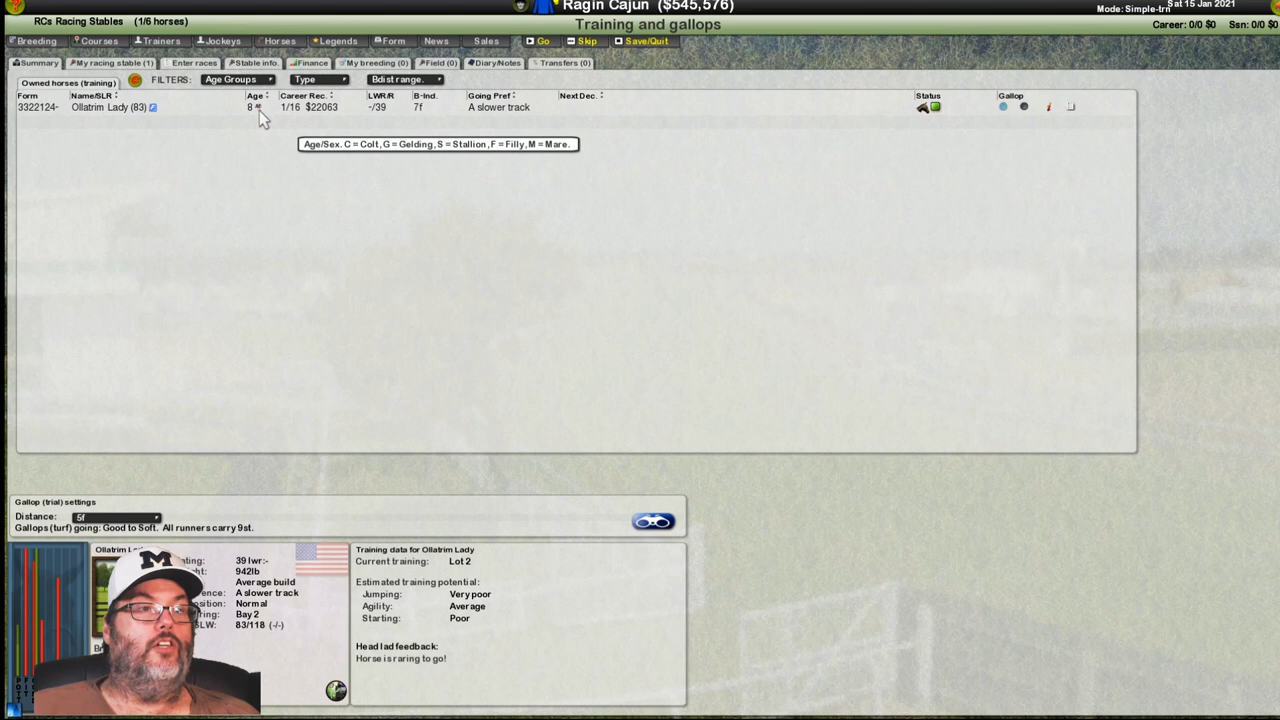 Ragin Cajun ($545,576)
Mode: Simple-trn
Sat 15 Jan 2021
RCs Racing Stables (1/6 horses)
Training and gallops
Career: 0/0 $0 Ssn: 0/0 $0
Breeding Courses Trainers Jockeys Horses Legends Form News Sales Go Skip Save/Quit
Summary My racing stable (1) Enter races Stable info. Finance My breeding (0) Field (0) Diary/Notes Transfers (0)
Owned horses (training) FILTERS: Age Groups Type Bdist range.
Form Name/SLR Age Career Rec. LWR/R B-Ind. Going Pref Next Dec. Status Gallop
3322124- Ollatrim Lady (83) 8 1/16 $22063 -/39 7f A slower track
Age/Sex. C = Colt, G = Gelding, S = Stallion, F = Filly, M = Mare.
Gallop (trial) settings
Distance: 5f
Gallops (turf) going: Good to Soft. All runners carry 9st.
39 lwr:-
942lb
Average build
A slower track
Normal
Bay 2
SLW: 83/118 (-/-)
Training data for Ollatrim Lady
Current training: Lot 2
Estimated training potential:
Jumping: Very poor
Agility: Average
Starting: Poor
Head lad feedback:
Horse is raring to go!
M